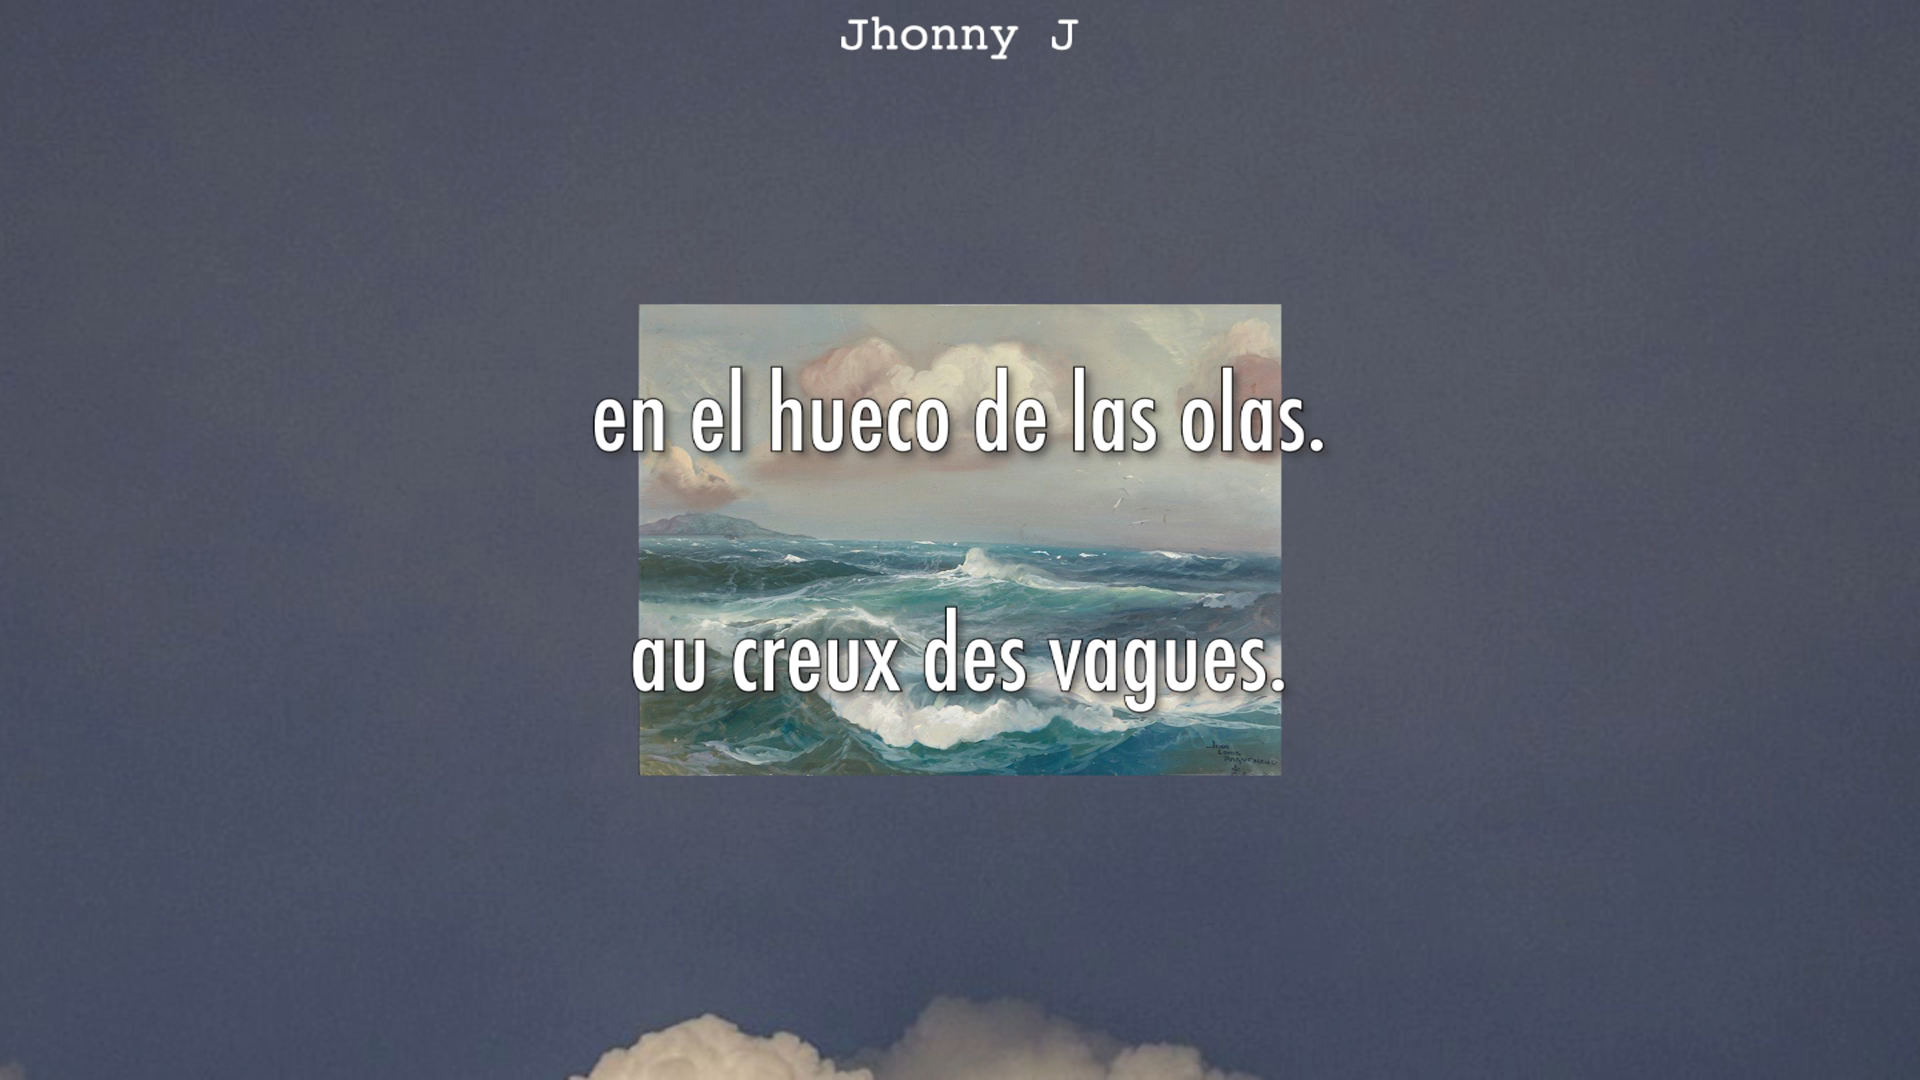 Jhonny J
en el hueco de las olas.
au creux des vagues.